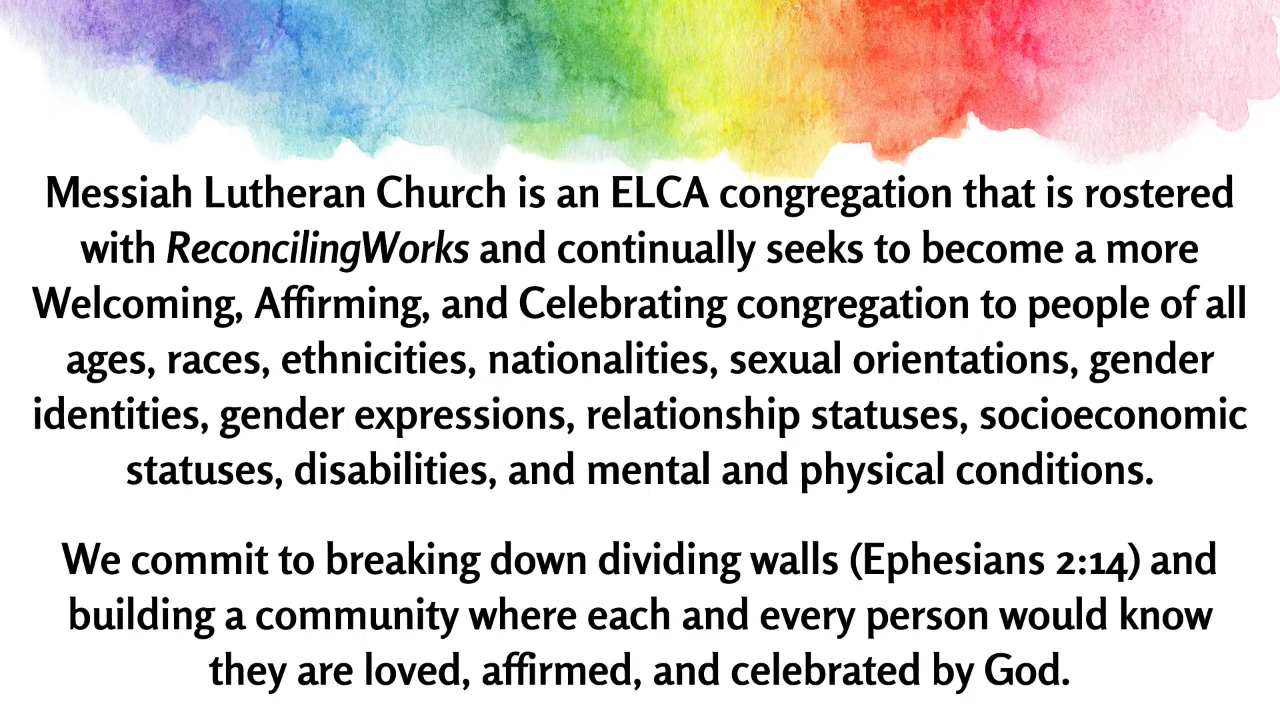 Messiah Lutheran Church is an ELCA congregation that is rostered
with ReconcilingWorks and continually seeks to become a more
Welcoming, Affirming, and Celebrating congregation to people of all
ages, races, ethnicities, nationalities, sexual orientations, gender
identities, gender expressions, relationship statuses, socioeconomic
statuses, disabilities, and mental and physical conditions.
We commit to breaking down dividing walls (Ephesians 2:14) and
building a community where each and every person would know
they are loved, affirmed, and celebrated by God.